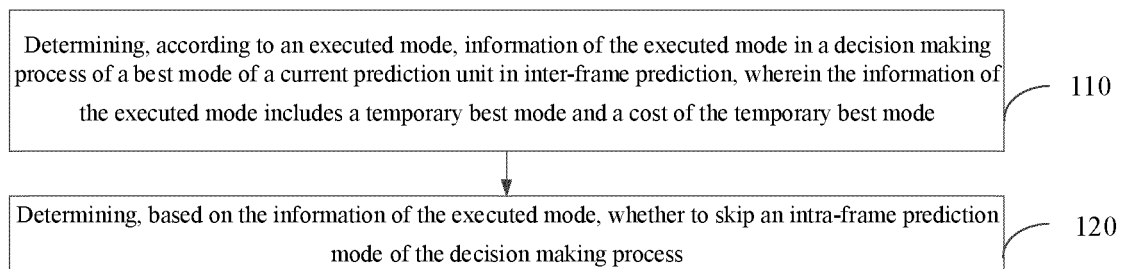 Determining, according to an executed mode, information of the executed mode in a decision making
process of a best mode of a current prediction unit in inter-frame prediction, wherein the information of
the executed mode includes a temporary best mode and a cost of the temporary best mode
110
Determining, based on the information of the executed mode, whether to skip an intra-frame prediction
mode of the decision making process
120